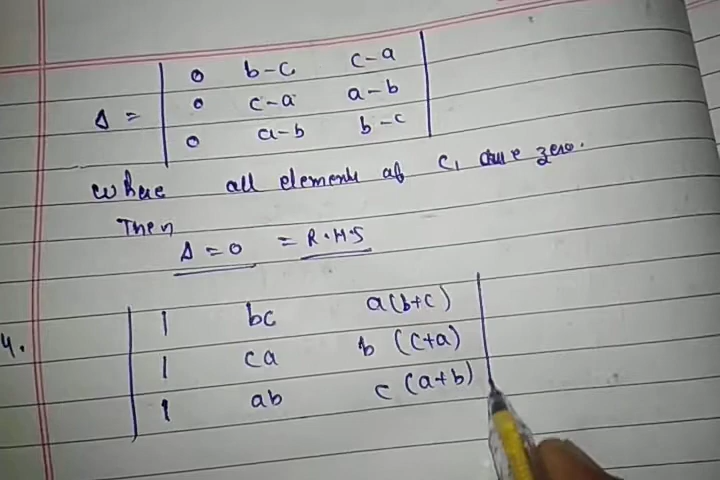 Δ = | 0 b-c c-a |
| 0 c-a a-b |
| 0 a-b b-c |
where all elements of C₁ are zero.
Then
Δ = 0 = R.H.S
4. | 1 bc a(b+c) |
| 1 ca b (c+a) |
| 1 ab c (a+b) |